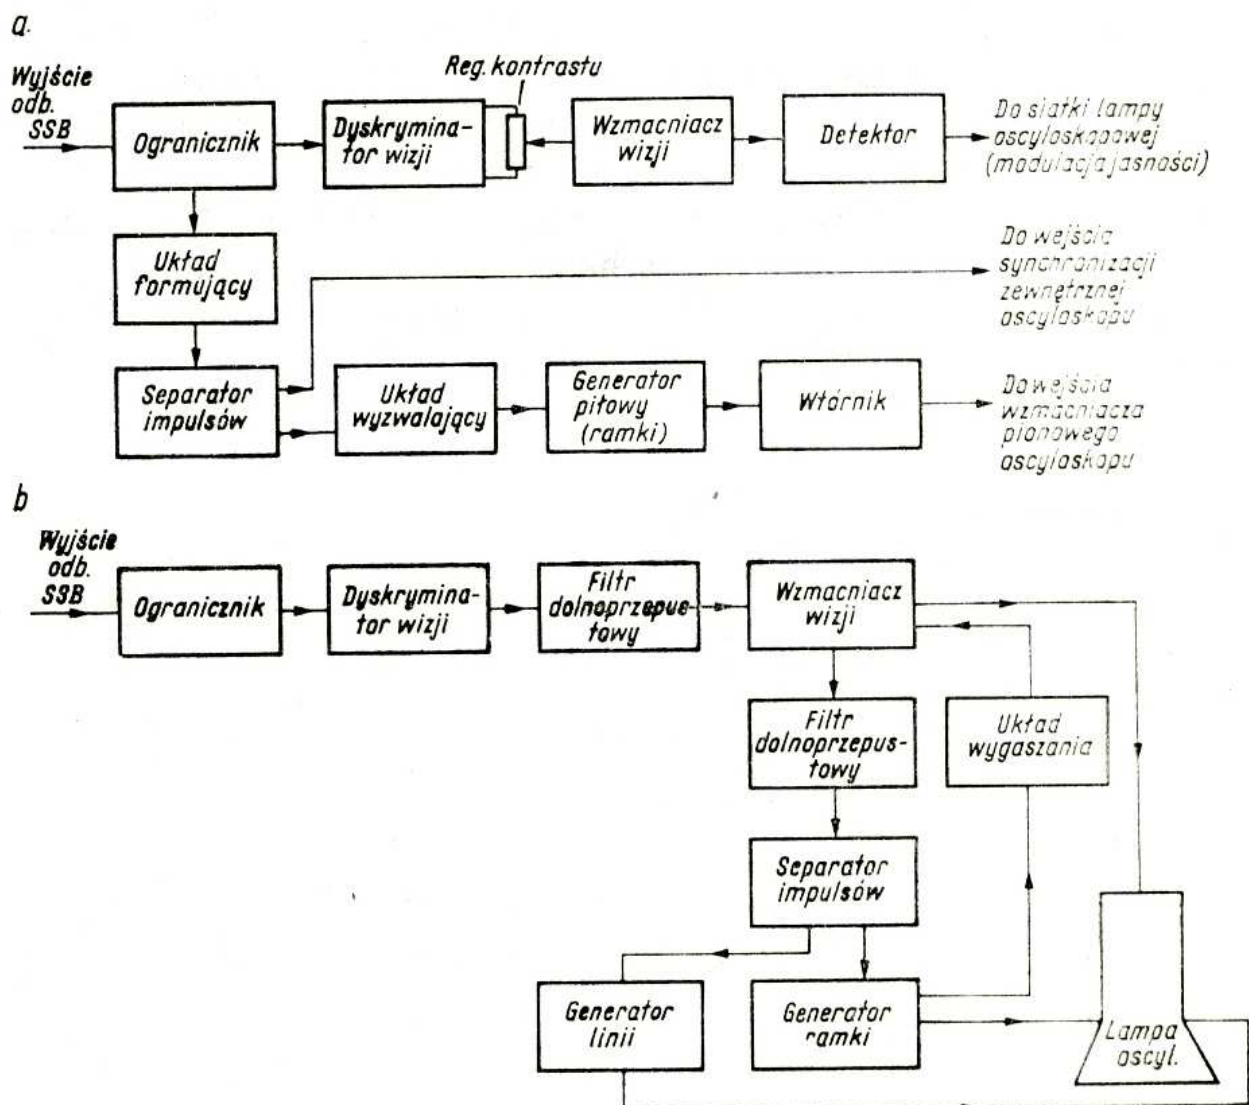 a.
Wyjście
odb.
SSB
Ogranicznik
Dyskrymina-
tor wizji
Reg. kontrastu
Wzmacniacz
wizji
Detektor
Do siatki lampy
oscyloskopowej
(modulacja jasności)
Układ
formujący
Do wejścia
synchronizacji
zewnętrznej
oscyloskopu
Separator
impulsów
Układ
wyzwalający
Generator
piłowy
(ramki)
Wtórnik
Do wejścia
wzmacniacza
pionowego
oscyloskopu
b
Wyjście
odb.
SSB
Ogranicznik
Dyskrymina-
tor wizji
Filtr
dolnoprzepus-
towy
Wzmacniacz
wizji
Filtr
dolnoprzepus-
towy
Układ
wygaszania
Separator
impulsów
Generator
linii
Generator
ramki
Lampa
oscyl.